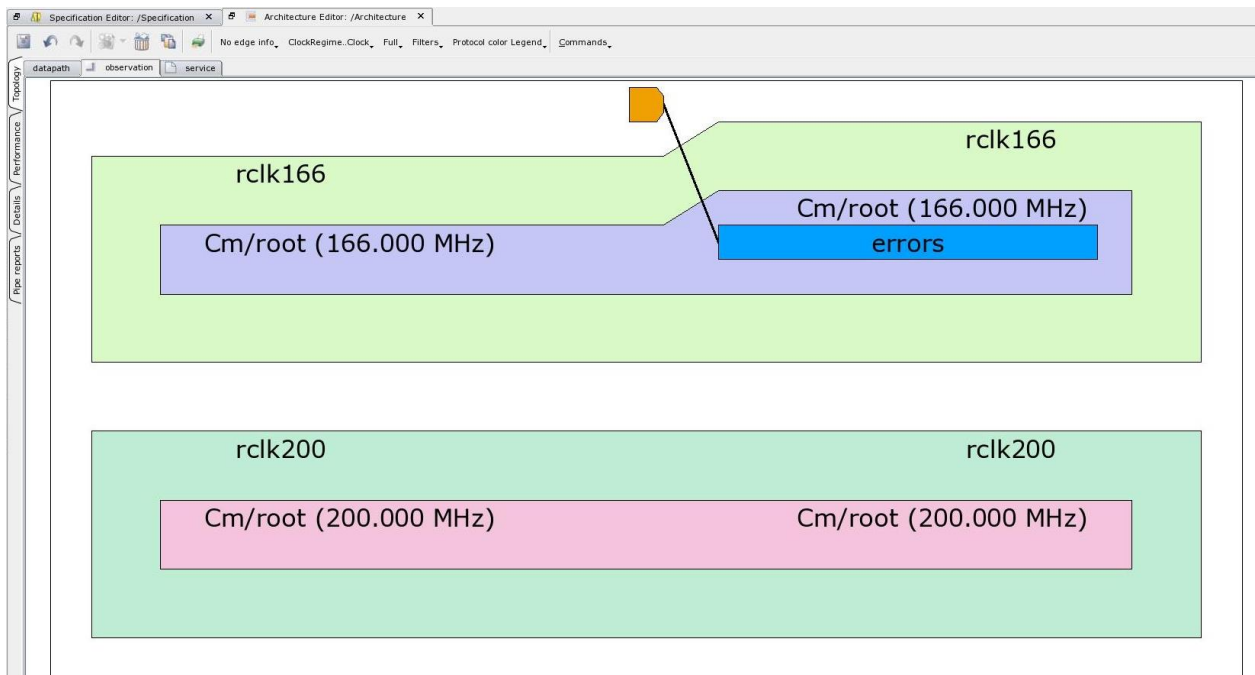 Specification Editor: /Specification X Architecture Editor: /Architecture X
No edge info ClockRegime..Clock Full Filters Protocol color Legend Commands
datapath observation service
Topology
Performance
Details
Pipe reports
rclk166
rclk166
Cm/root (166.000 MHz)
Cm/root (166.000 MHz)
errors
rclk200 rclk200
Cm/root (200.000 MHz) Cm/root (200.000 MHz)